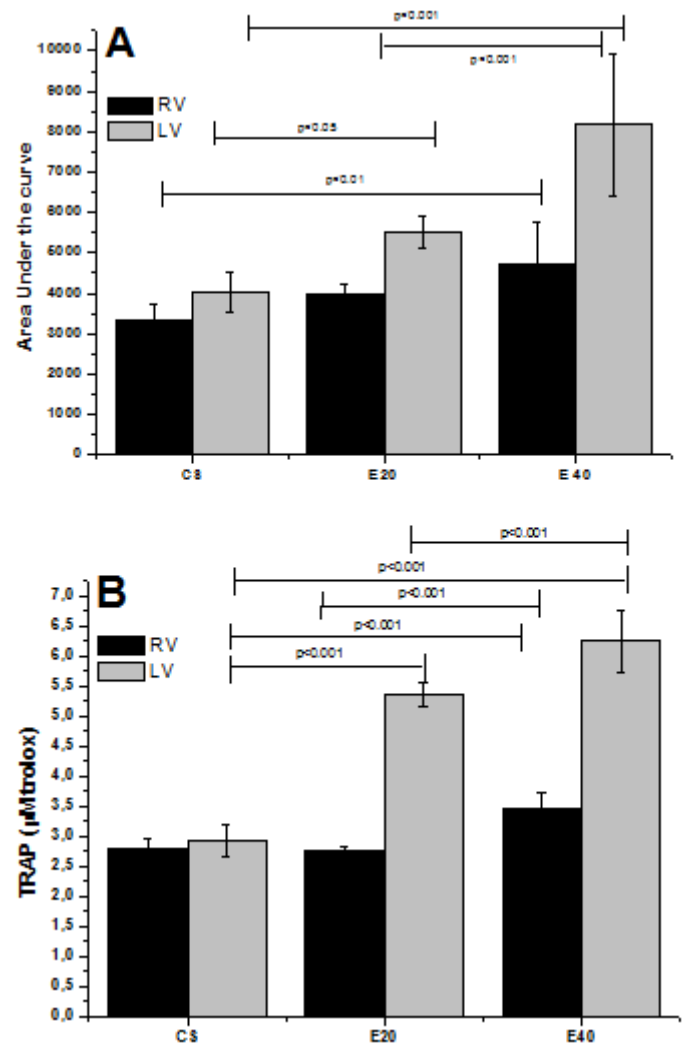 A
p=0.001
p=0.001
RV
LV
p=0.05
p=0.01
Area Under the curve
10000
9000
8000
7000
6000
5000
4000
3000
2000
1000
0
CS
E20
E40
B
p<0.001
p<0.001
p<0.001
p<0.001
p<0.001
RV
LV
TRAP (µMtrolox)
7,0
6,5
6,0
5,5
5,0
4,5
4,0
3,5
3,0
2,5
2,0
1,5
1,0
0,5
0,0
CS
E20
E40